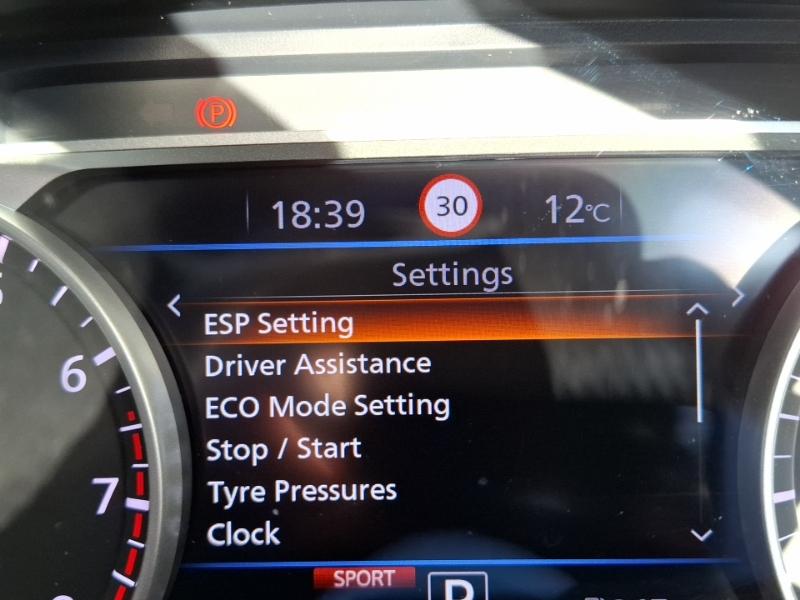 P
18:39
30
12°C
Settings
ESP Setting
Driver Assistance
ECO Mode Setting
Stop / Start
Tyre Pressures
Clock
6
7
SPORT
P